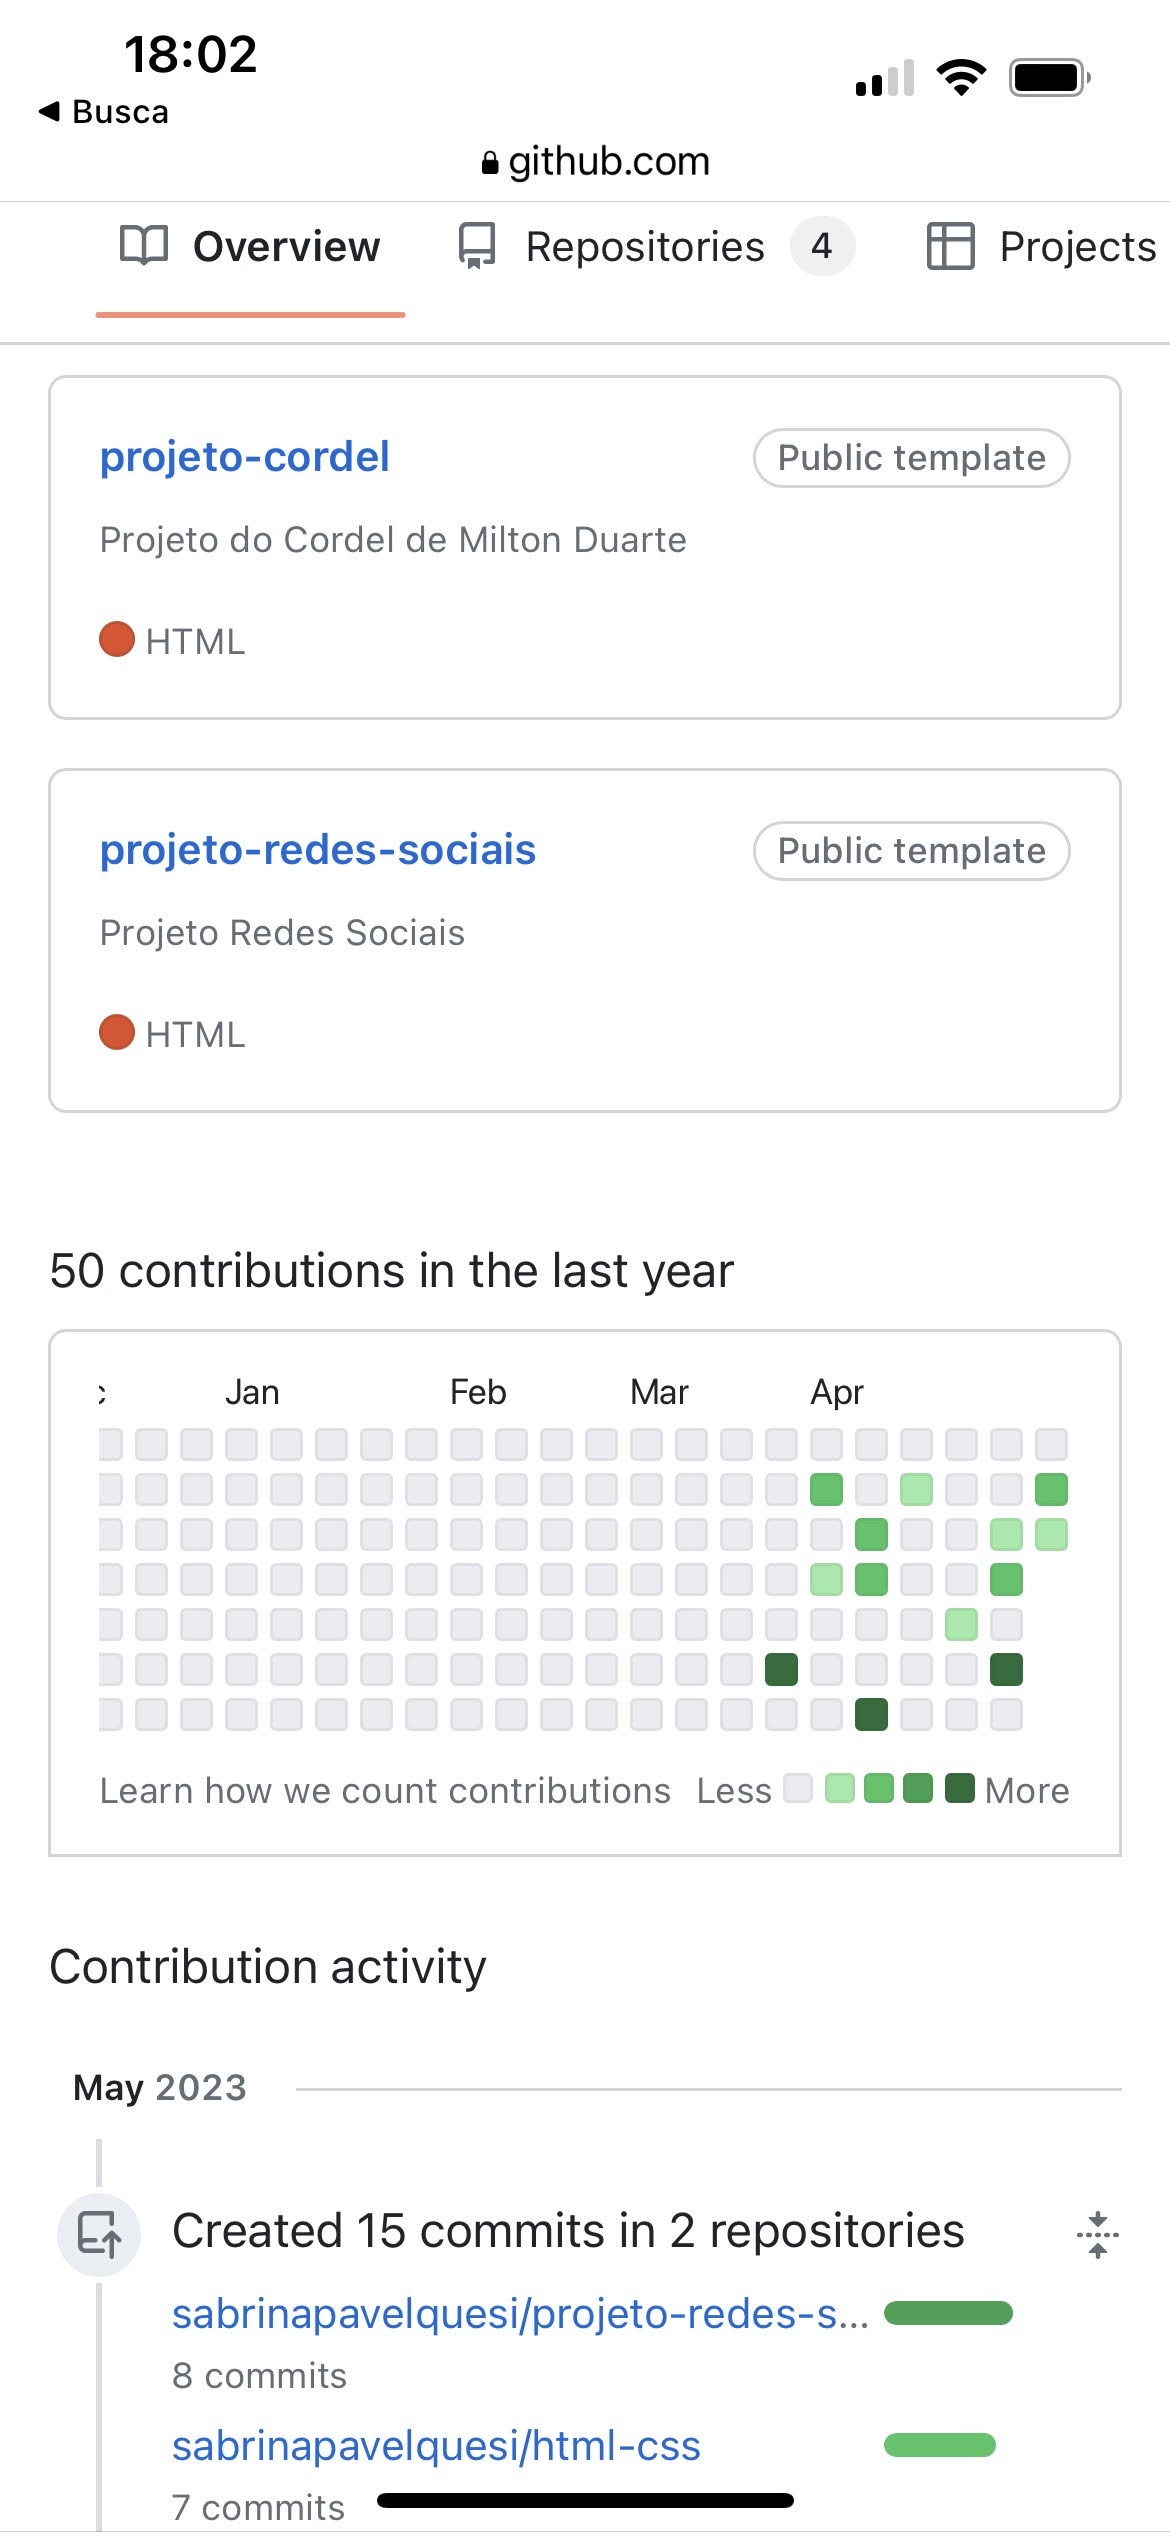 18:02
Busca
github.com
Overview Repositories 4 Projects
projeto-cordel Public template
Projeto do Cordel de Milton Duarte
HTML
projeto-redes-sociais Public template
Projeto Redes Sociais
HTML
50 contributions in the last year
Jan Feb Mar Apr
Learn how we count contributions Less More
Contribution activity
May 2023
Created 15 commits in 2 repositories
sabrinapavelquesi/projeto-redes-s...
8 commits
sabrinapavelquesi/html-css
7 commits